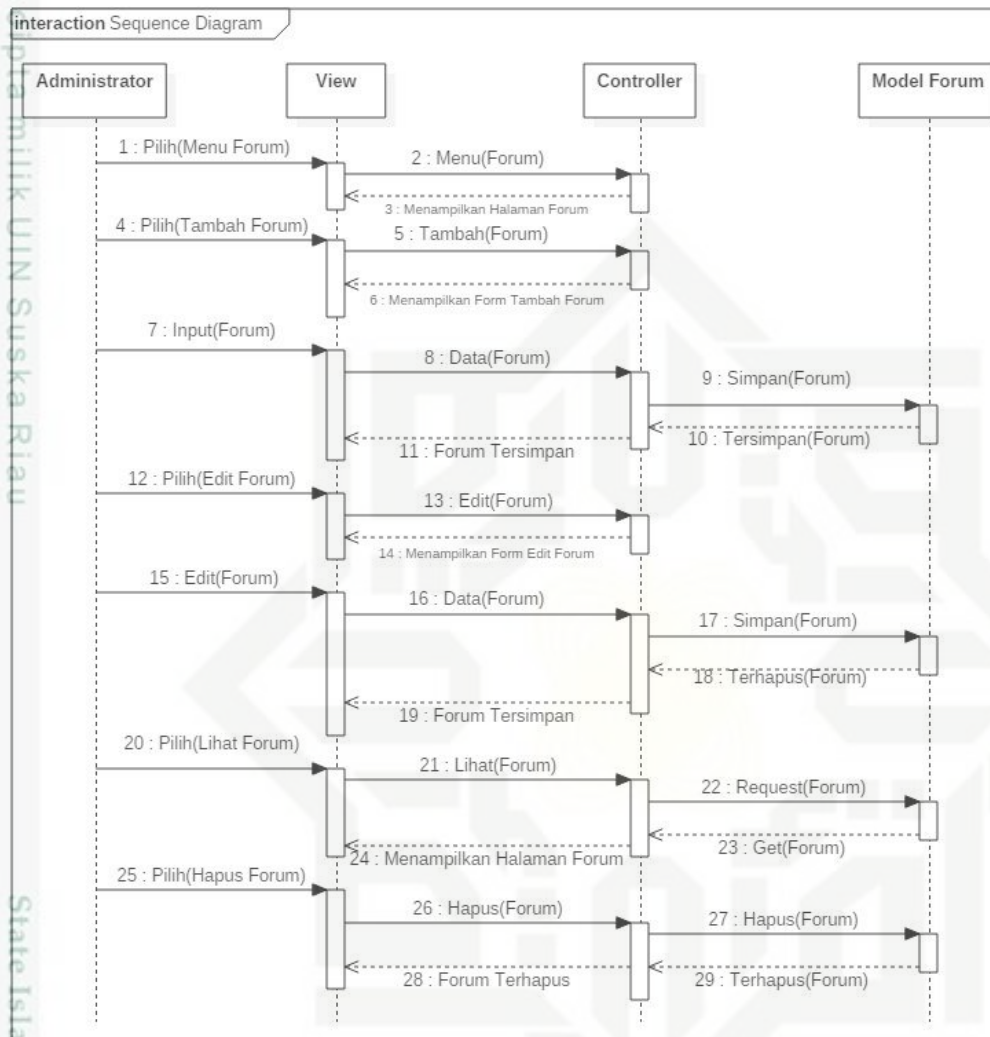 interaction Sequence Diagram
Administrator
View
Controller
Model Forum
1 : Pilih(Menu Forum)
2 : Menu(Forum)
3 : Menampilkan Halaman Forum
4 : Pilih(Tambah Forum)
5 : Tambah(Forum)
6 : Menampilkan Form Tambah Forum
7 : Input(Forum)
8 : Data(Forum)
9 : Simpan(Forum)
10 : Tersimpan(Forum)
11 : Forum Tersimpan
12 : Pilih(Edit Forum)
13 : Edit(Forum)
14 : Menampilkan Form Edit Forum
15 : Edit(Forum)
16 : Data(Forum)
17 : Simpan(Forum)
18 : Terhapus(Forum)
19 : Forum Tersimpan
20 : Pilih(Lihat Forum)
21 : Lihat(Forum)
22 : Request(Forum)
23 : Get(Forum)
24 : Menampilkan Halaman Forum
25 : Pilih(Hapus Forum)
26 : Hapus(Forum)
27 : Hapus(Forum)
28 : Forum Terhapus
29 : Terhapus(Forum)
cipta milik UIN Suska Riau
State